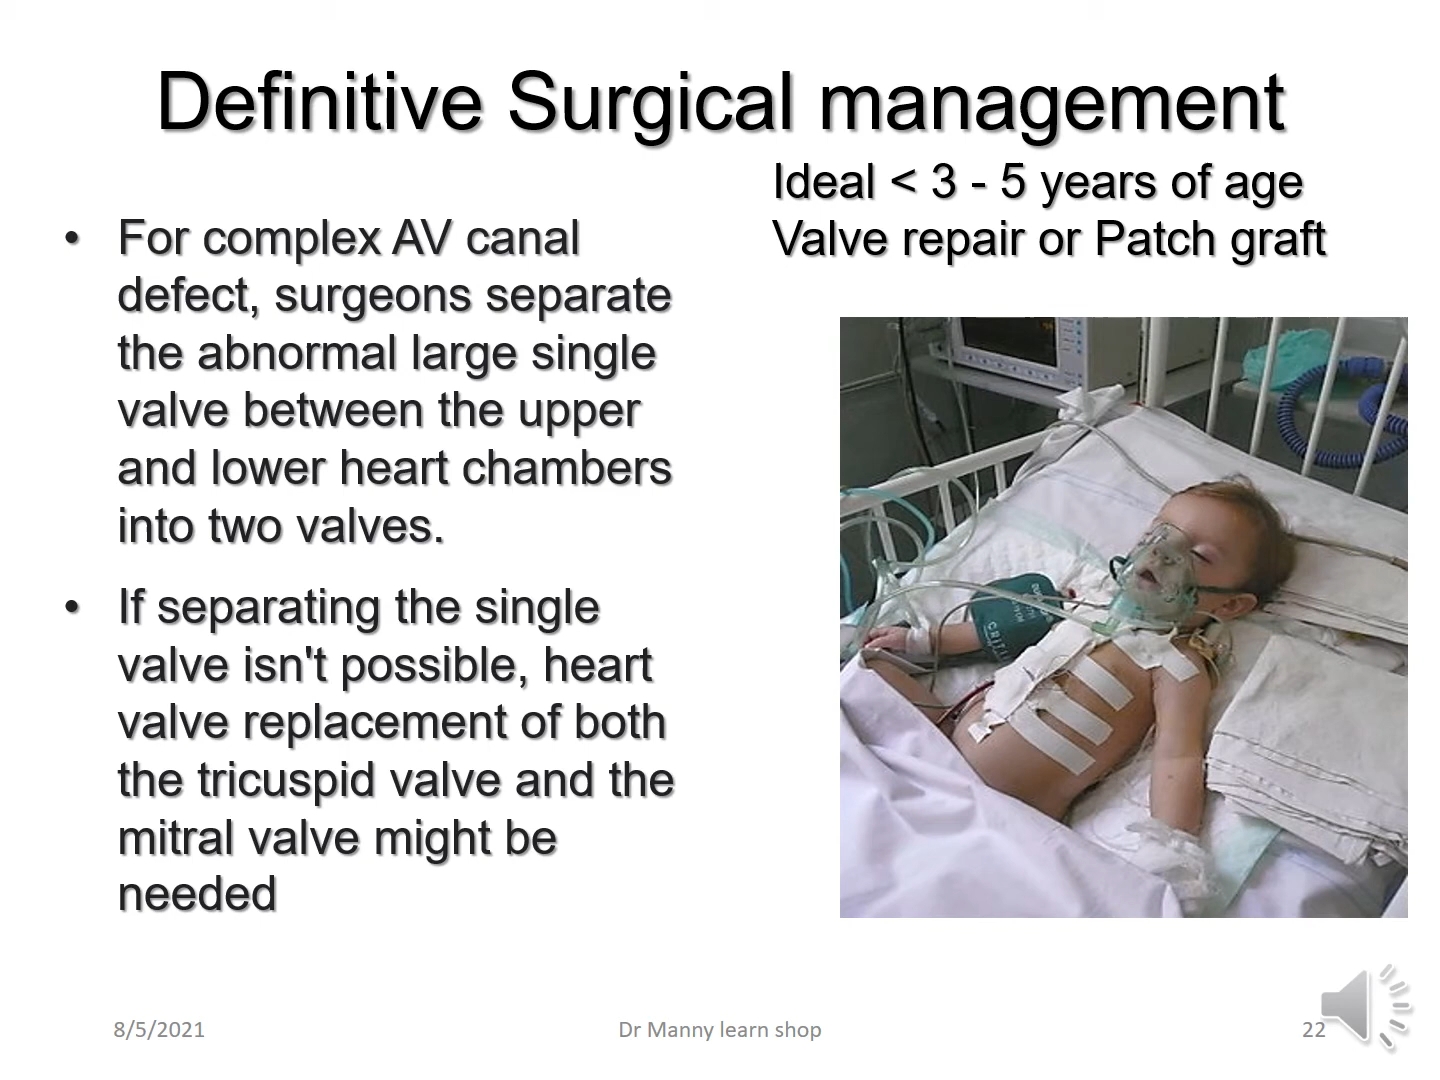 Definitive Surgical management
Ideal < 3 - 5 years of age
Valve repair or Patch graft
• For complex AV canal
defect, surgeons separate
the abnormal large single
valve between the upper
and lower heart chambers
into two valves.
• If separating the single
valve isn't possible, heart
valve replacement of both
the tricuspid valve and the
mitral valve might be
needed
8/5/2021
Dr Manny learn shop
22